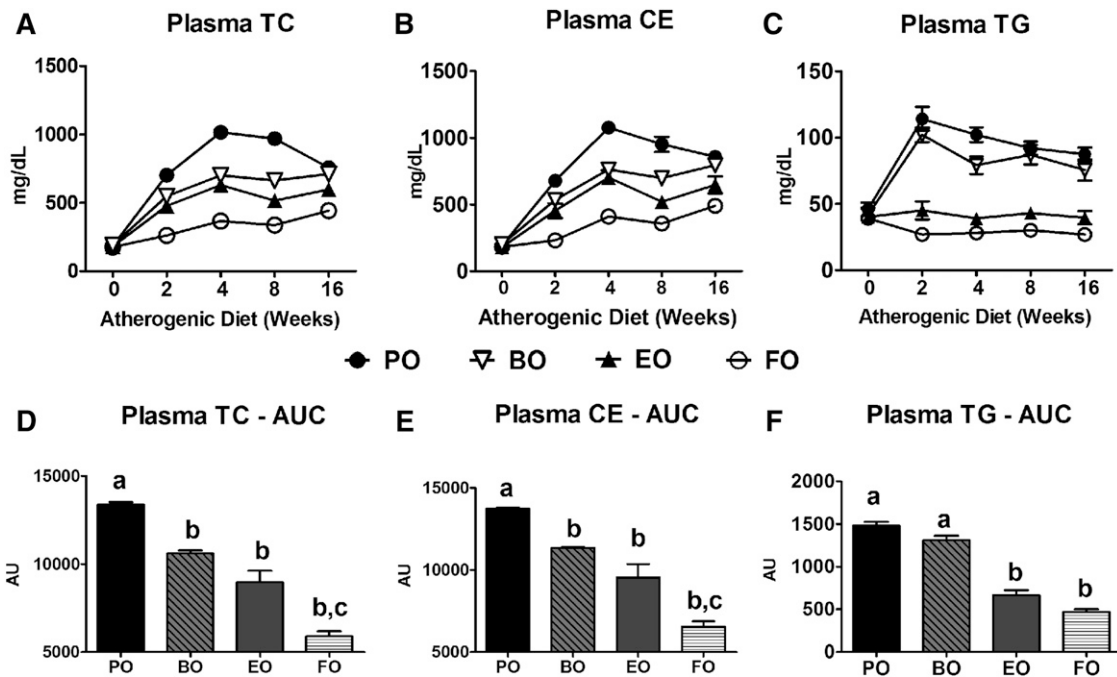 A Plasma TC
1500
1000
500
0
mg/dL
0 2 4 8 16
Atherogenic Diet (Weeks)
B Plasma CE
1500
1000
500
0
mg/dL
0 2 4 8 16
Atherogenic Diet (Weeks)
C Plasma TG
150
100
50
0
mg/dL
0 2 4 8 16
Atherogenic Diet (Weeks)
PO BO EO FO
D Plasma TC - AUC
15000
10000
5000
AU
a b b b,c
PO BO EO FO
E Plasma CE - AUC
15000
10000
5000
AU
a b b b,c
PO BO EO FO
F Plasma TG - AUC
2000
1500
1000
500
0
AU
a a b b
PO BO EO FO